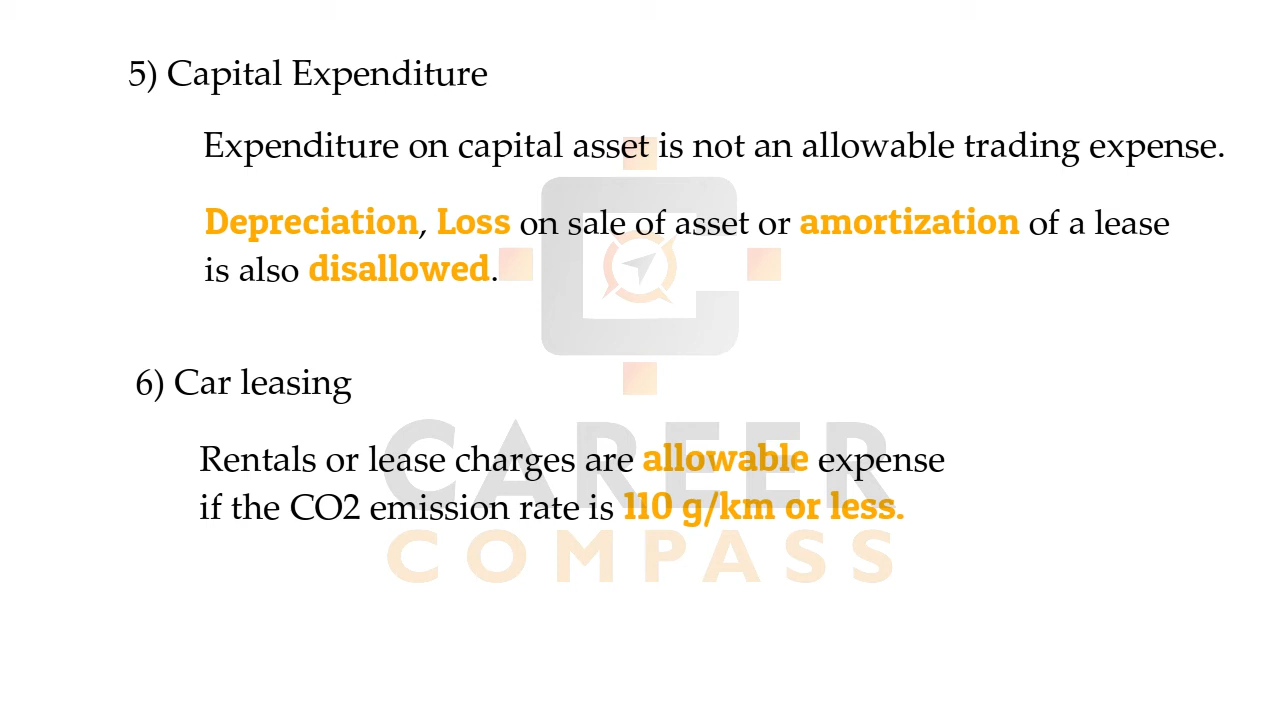 5) Capital Expenditure
Expenditure on capital asset is not an allowable trading expense.
Depreciation, Loss on sale of asset or amortization of a lease
is also disallowed.
6) Car leasing
Rentals or lease charges are allowable expense
if the CO2 emission rate is 110 g/km or less.
CAREER
COMPASS